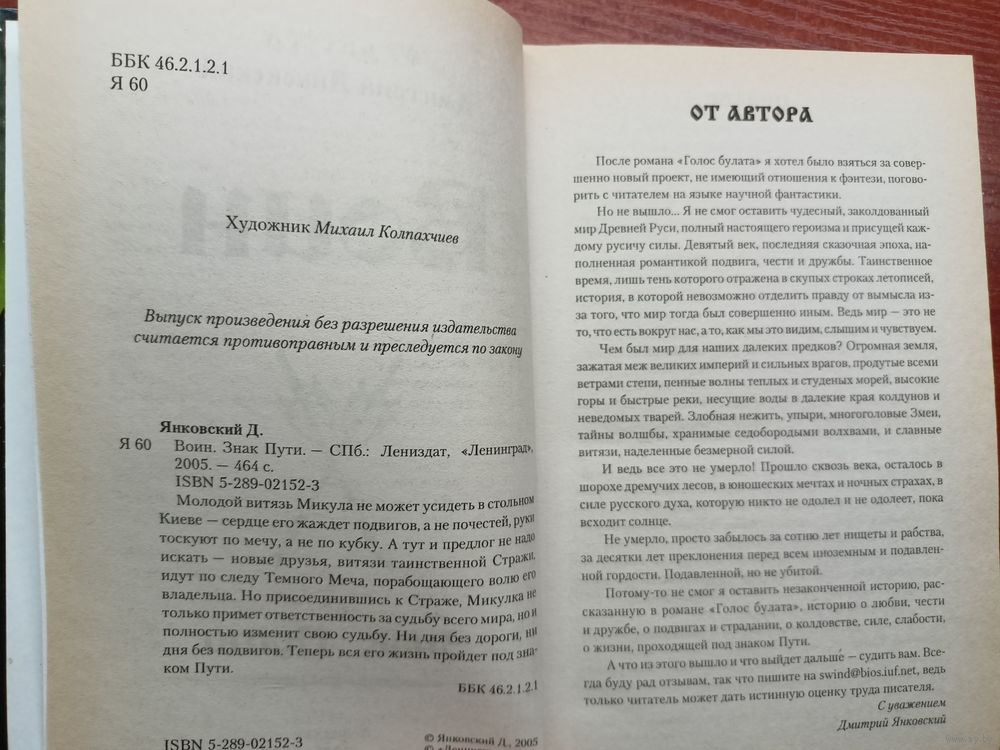 ББК 46.2.1.2.1
Я 60
Художник Михаил Колпахчиев
Выпуск произведения без разрешения издательства
считается противоправным и преследуется по закону
Янковский Д.
Я 60 Воин. Знак Пути. — СПб.: Лениздат, «Ленинград»,
2005. — 464 с.
ISBN 5-289-02152-3
Молодой витязь Микула не может усидеть в стольном
Киеве — сердце его жаждет подвигов, а не почестей, руки
тоскуют по мечу, а не по кубку. А тут и предлог не надо
искать — новые друзья, витязи таинственной Стражи,
идут по следу Темного Меча, порабощающего волю его
владельца. Но присоединившись к Страже, Микулка не
только примет ответственность за судьбу всего мира, но и
полностью изменит свою судьбу. Ни дня без дороги, ни
дня без подвигов. Теперь вся его жизнь пройдет под зна-
ком Пути.
ББК 46.2.1.2.1
ISBN 5-289-02152-3
© Янковский Д., 2005
ОТ АВТОРА
После романа «Голос булата» я хотел было взяться за совер-
шенно новый проект, не имеющий отношения к фэнтези, погово-
рить с читателем на языке научной фантастики.
Но не вышло... Я не смог оставить чудесный, заколдованный
мир Древней Руси, полный настоящего героизма и присущей каж-
дому русичу силы. Девятый век, последняя сказочная эпоха, на-
полненная романтикой подвига, чести и дружбы. Таинственное
время, лишь тень которого отражена в скупых строках летописей,
история, в которой невозможно отделить правду от вымысла из-
за того, что мир тогда был совершенно иным. Ведь мир — это не
то, что есть вокруг нас, а то, как мы это видим, слышим и чувствуем.
Чем был мир для наших далеких предков? Огромная земля,
зажатая меж великих империй и сильных врагов, продутые всеми
ветрами степи, пенные волны теплых и студеных морей, высокие
горы и быстрые реки, несущие воды в далекие края колдунов и
неведомых тварей. Злобная нежить, упыри, многоголовые Змеи,
тайны волшбы, хранимые седобородыми волхвами, и славные
витязи, наделенные безмерной силой.
И ведь все это не умерло! Прошло сквозь века, осталось в
шорохе дремучих лесов, в юношеских мечтах и ночных страхах, в
силе русского духа, которую никто не одолел и не одолеет, пока
всходит солнце.
Не умерло, просто забылось за сотню лет нищеты и рабства,
за десятки лет преклонения перед всем иноземным и подавлен-
ной гордости. Подавленной, но не убитой.
Потому-то не смог я оставить незаконченной историю, рас-
сказанную в романе «Голос булата», историю о любви, чести
и дружбе, о подвигах и страдании, о колдовстве, силе, слабости,
о жизни, проходящей под знаком Пути.
А что из этого вышло и что выйдет дальше — судить вам. Все-
гда буду рад отзывам, так что пишите на swind@bios.iuf.net, ведь
только читатель может дать истинную оценку труда писателя.
С уважением
Дмитрий Янковский